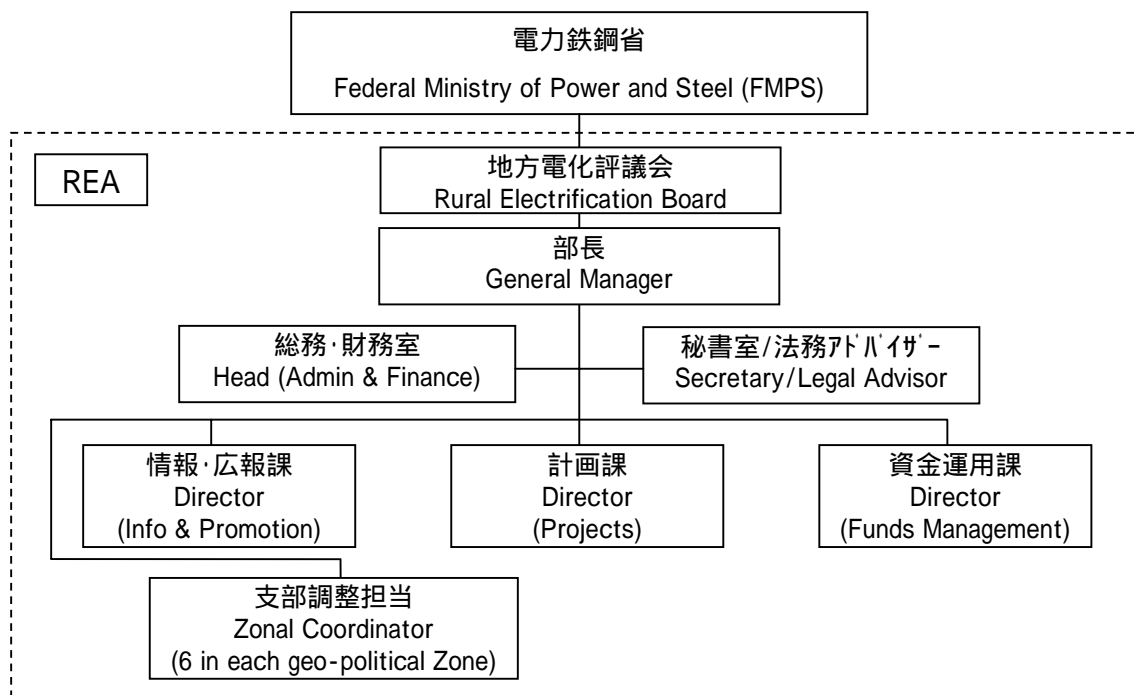 電力鉄鋼省
Federal Ministry of Power and Steel (FMPS)
REA
地方電化評議会
Rural Electrification Board
部長
General Manager
総務･財務室
Head (Admin & Finance)
秘書室/法務ｱﾄﾞﾊﾞｲｻﾞｰ
Secretary/Legal Advisor
情報･広報課
Director
(Info & Promotion)
計画課
Director
(Projects)
資金運用課
Director
(Funds Management)
支部調整担当
Zonal Coordinator
(6 in each geo-political Zone)